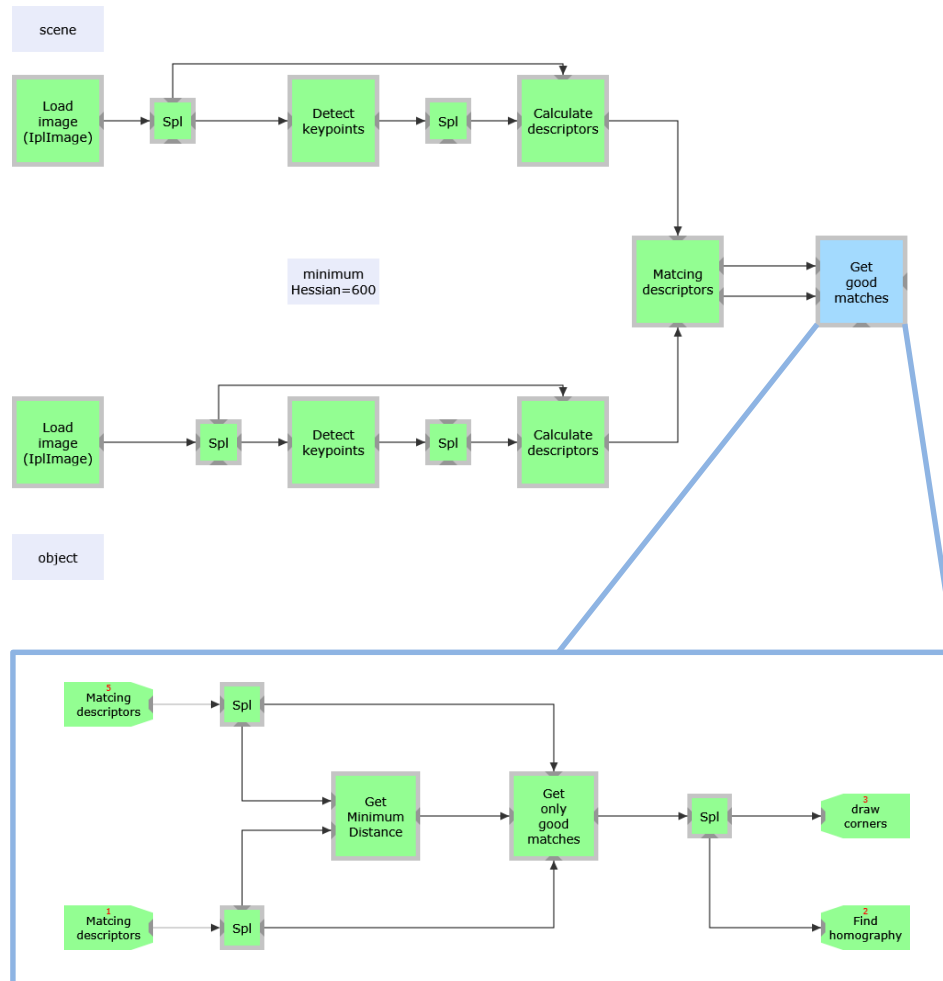 scene
Load
image
(IplImage)
Spl
Detect
keypoints
Spl
Calculate
descriptors
minimum
Hessian=600
Matcing
descriptors
Get
good
matches
Load
image
(IplImage)
Spl
Detect
keypoints
Spl
Calculate
descriptors
object
5
Matcing
descriptors
Spl
Get
Minimum
Distance
Get
only
good
matches
Spl
3
draw
corners
1
Matcing
descriptors
Spl
2
Find
homography